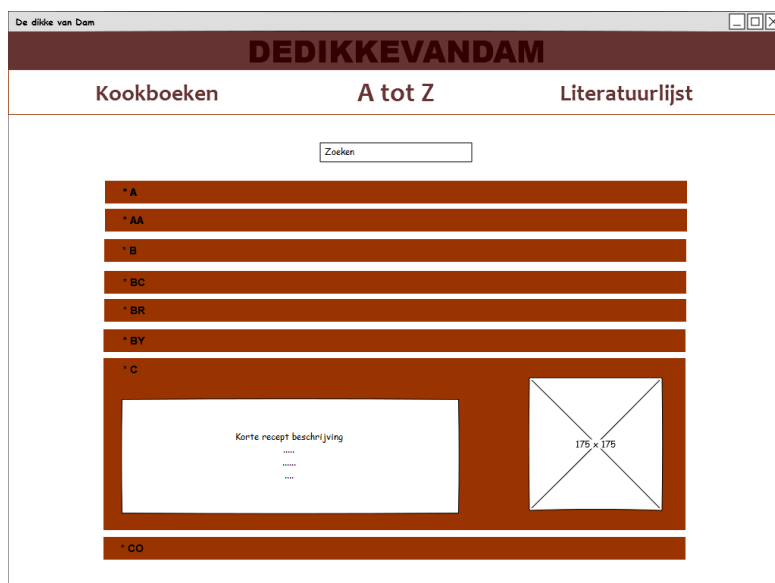 De dikke van Dam
DEDIKKEVANDAM
Kookboeken A tot Z Literatuurlijst
Zoeken
* A
* AA
* B
* BC
* BR
* BY
* C
Korte recept beschrijving
.....
......
....
175 x 175
* CO